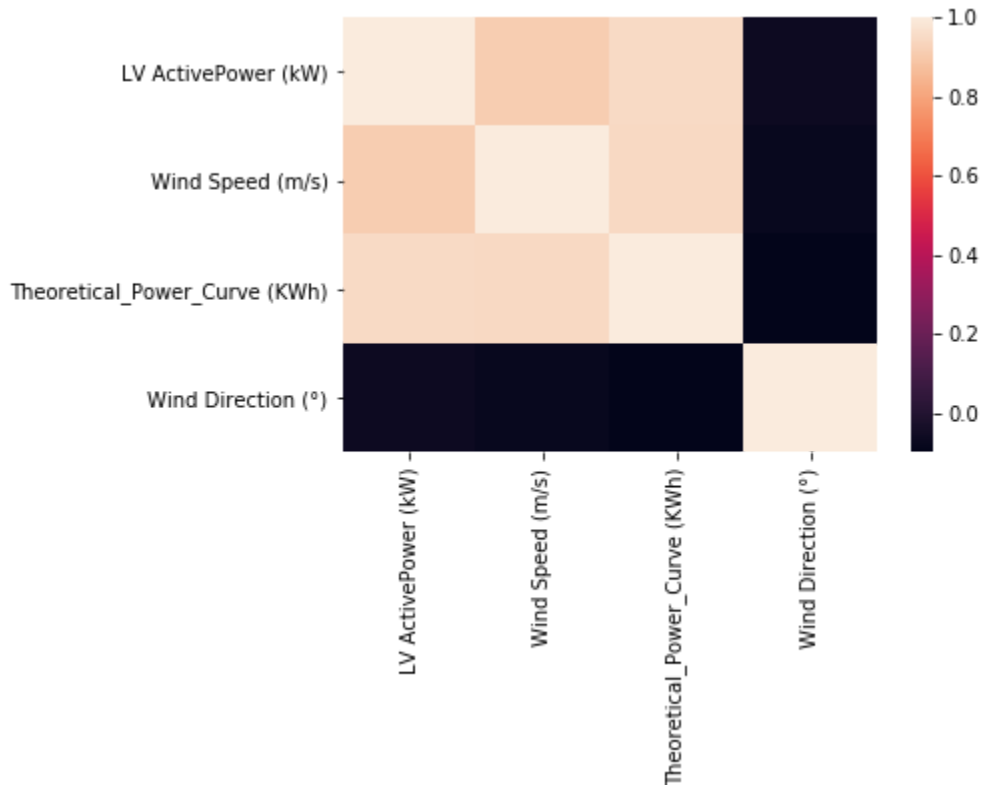 LV ActivePower (kW)
Wind Speed (m/s)
Theoretical_Power_Curve (KWh)
Wind Direction (°)
LV ActivePower (kW)
Wind Speed (m/s)
Theoretical_Power_Curve (KWh)
Wind Direction (°)
1.0
0.8
0.6
0.4
0.2
0.0